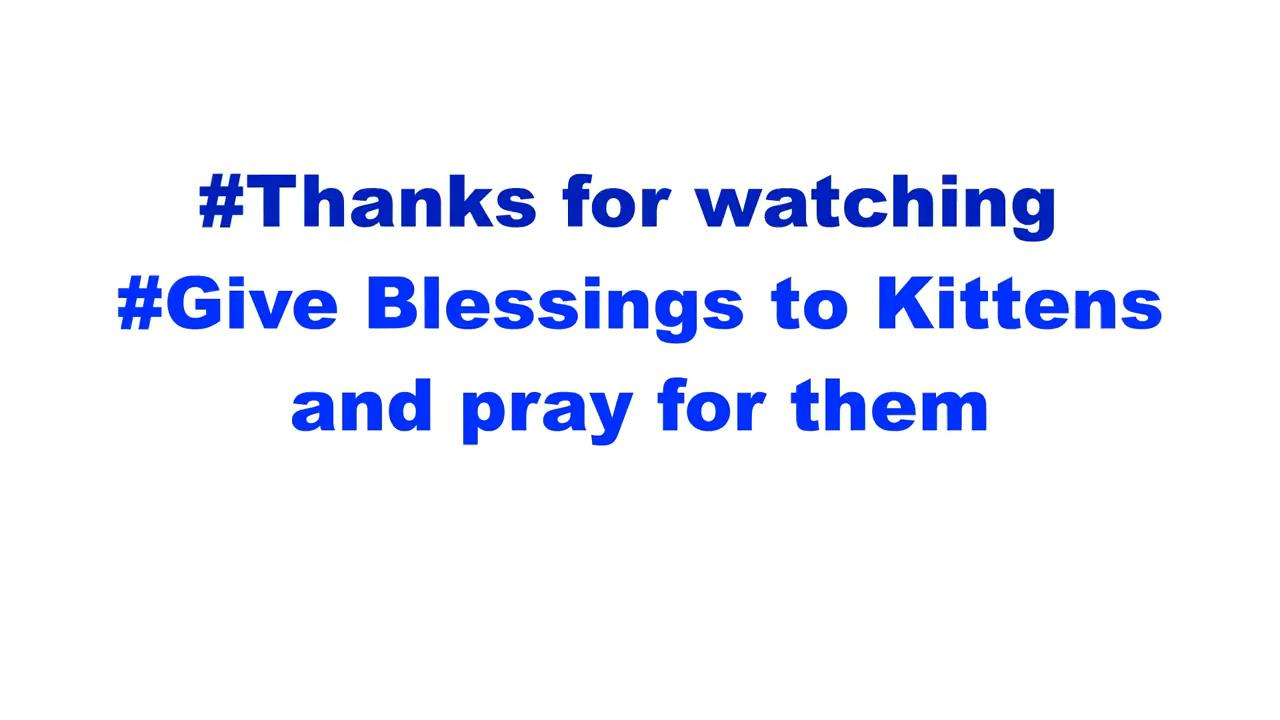 #Thanks for watching
#Give Blessings to Kittens
and pray for them